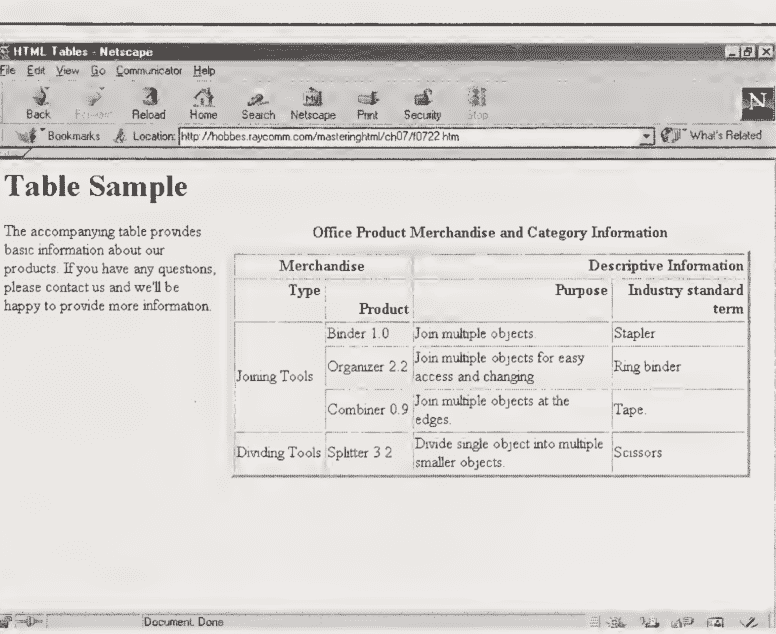 HTML Tables - Netscape
File Edit View Go Communicator Help
Back Forward Reload Home Search Netscape Print Security Stop
Bookmarks Location: http://hobbes.raycomm.com/masteringhtml/ch07/f0722.htm What's Related
N
Table Sample
The accompanying table provides
basic information about our
products. If you have any questions,
please contact us and we'll be
happy to provide more information.
Office Product Merchandise and Category Information
Merchandise Descriptive Information
Type Product Purpose Industry standard
term
Joining Tools
Binder 1.0 Join multiple objects Stapler
Organizer 2.2 Join multiple objects for easy
access and changing Ring binder
Combiner 0.9 Join multiple objects at the
edges. Tape.
Dividing Tools Splitter 3.2 Divide single object into multiple
smaller objects. Scissors
Document: Done